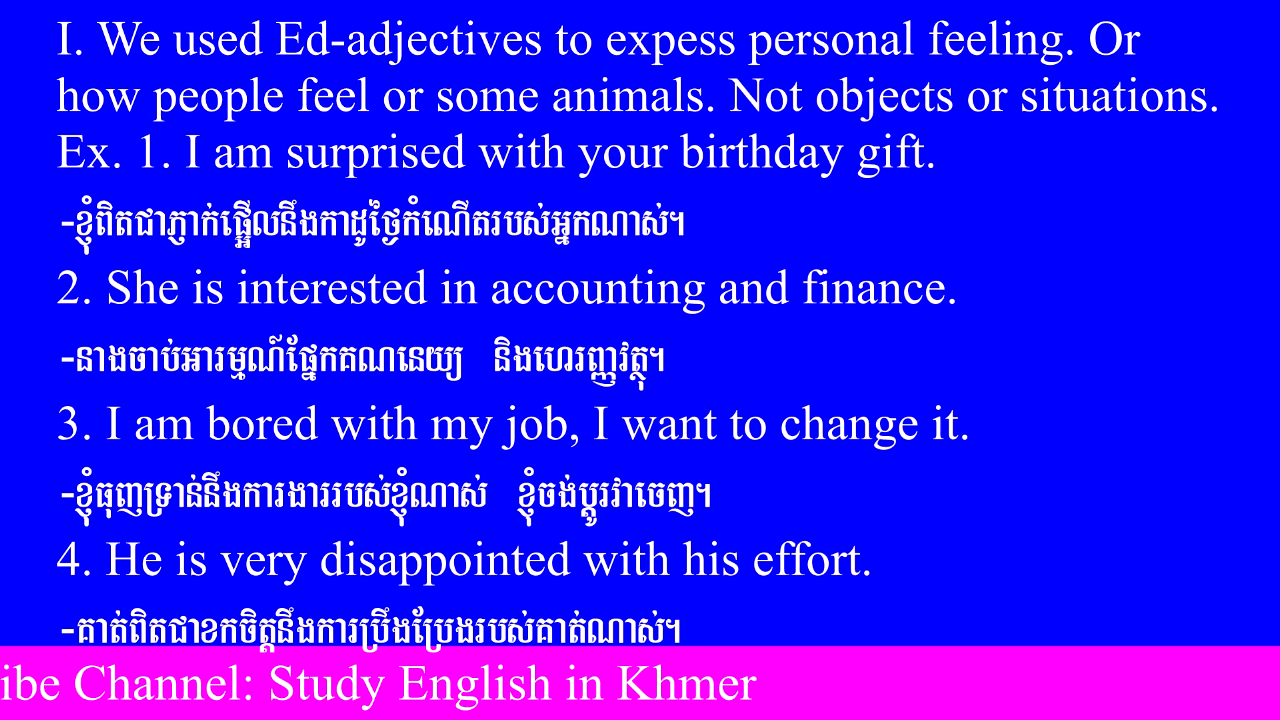 I. We used Ed-adjectives to expess personal feeling. Or
how people feel or some animals. Not objects or situations.
Ex. 1. I am surprised with your birthday gift.
-ខ្ញុំពិតជាភ្ញាក់ផ្អើលនឹងកាដូថ្ងៃកំណើតរបស់អ្នកណាស់។
2. She is interested in accounting and finance.
-នាងចាប់អារម្មណ៍ផ្នែកគណនេយ្យ និងហេរញ្ញវត្ថុ។
3. I am bored with my job, I want to change it.
-ខ្ញុំធុញទ្រាន់នឹងការងាររបស់ខ្ញុំណាស់ ខ្ញុំចង់ប្ដូរវាចេញ។
4. He is very disappointed with his effort.
-គាត់ពិតជាខកចិត្តនឹងការប្រឹងប្រែងរបស់គាត់ណាស់។
ibe Channel: Study English in Khmer